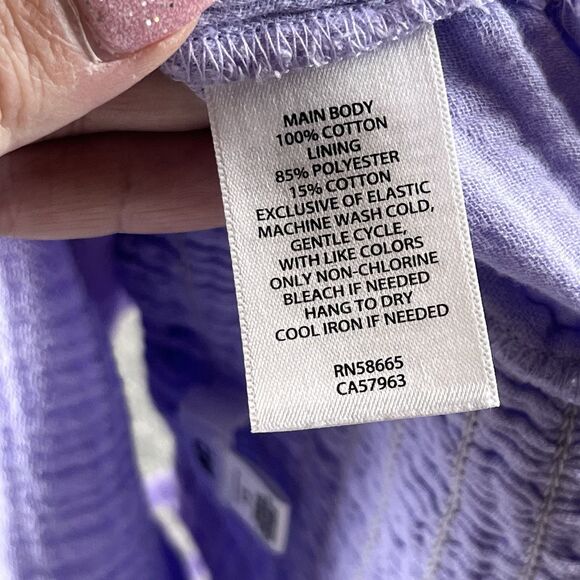 MAIN BODY
100% COTTON
LINING
85% POLYESTER
15% COTTON
EXCLUSIVE OF ELASTIC
MACHINE WASH COLD,
GENTLE CYCLE,
WITH LIKE COLORS
ONLY NON-CHLORINE
BLEACH IF NEEDED
HANG TO DRY
COOL IRON IF NEEDED
RN58665
CA57963